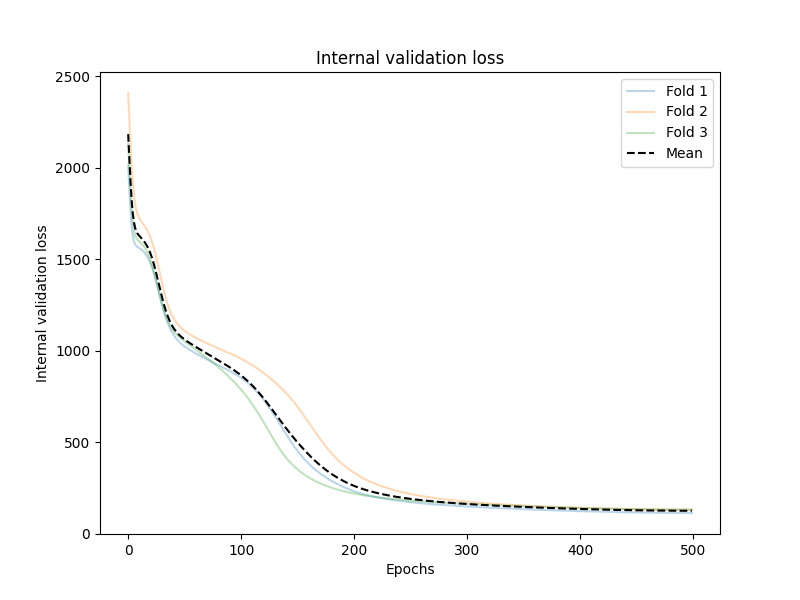 Internal validation loss
Fold 1
Fold 2
Fold 3
Mean
Internal validation loss
2500
2000
1500
1000
500
0
0 100 200 300 400 500
Epochs